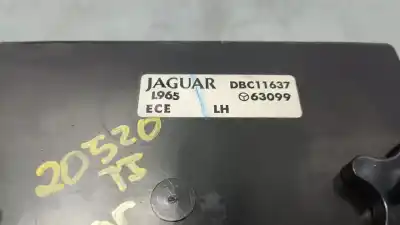 JAGUAR DBC11637
L965 63099
ECE LH
20520
TJ